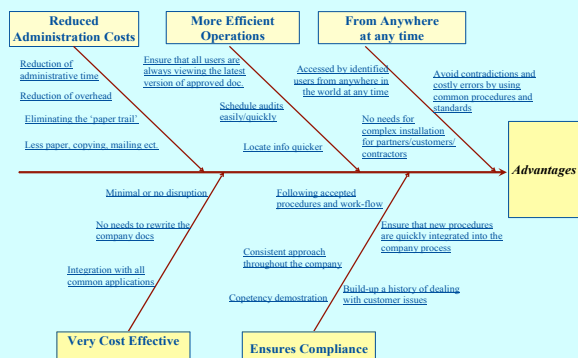 Reduced
Administration Costs
More Efficient
Operations
From Anywhere
at any time
Reduction of
administrative time
Reduction of overhead
Eliminating the ‘paper trail’
Less paper, copying, mailing ect.
Ensure that all users are
always viewing the latest
version of approved doc.
Schedule audits
easily/quickly
Locate info quicker
Accessed by identified
users from anywhere in
the world at any time
No needs for
complex installation
for partners/customers/
contractors
Avoid contradictions and
costly errors by using
common procedures and
standards
Advantages
Minimal or no disruption
No needs to rewrite the
company docs
Integration with all
common applications
Following accepted
procedures and work-flow
Consistent approach
throughout the company
Copetency demostration
Ensure that new procedures
are quickly integrated into the
company process
Build-up a history of dealing
with customer issues
Very Cost Effective
Ensures Compliance